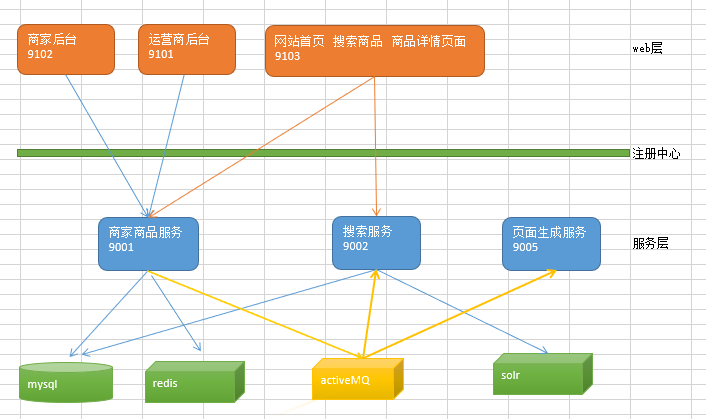 商家后台
9102
运营商后台
9101
网站首页 搜索商品 商品详情页面
9103
web层
注册中心
商家商品服务
9001
搜索服务
9002
页面生成服务
9005
服务层
mysql
redis
activeMQ
solr